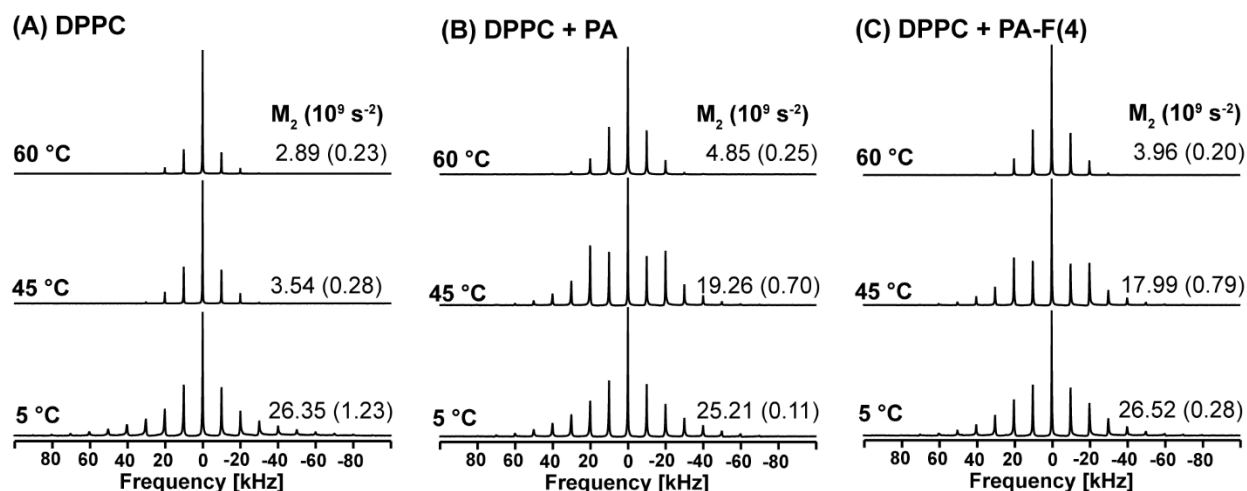 (A) DPPC
M₂ (10⁹ s⁻²)
60 °C
2.89 (0.23)
45 °C
3.54 (0.28)
5 °C
26.35 (1.23)
80 60 40 20 0 -20 -40 -60 -80
Frequency [kHz]
(B) DPPC + PA
M₂ (10⁹ s⁻²)
60 °C
4.85 (0.25)
45 °C
19.26 (0.70)
5 °C
25.21 (0.11)
80 60 40 20 0 -20 -40 -60 -80
Frequency [kHz]
(C) DPPC + PA-F(4)
M₂ (10⁹ s⁻²)
60 °C
3.96 (0.20)
45 °C
17.99 (0.79)
5 °C
26.52 (0.28)
80 60 40 20 0 -20 -40 -60 -80
Frequency [kHz]